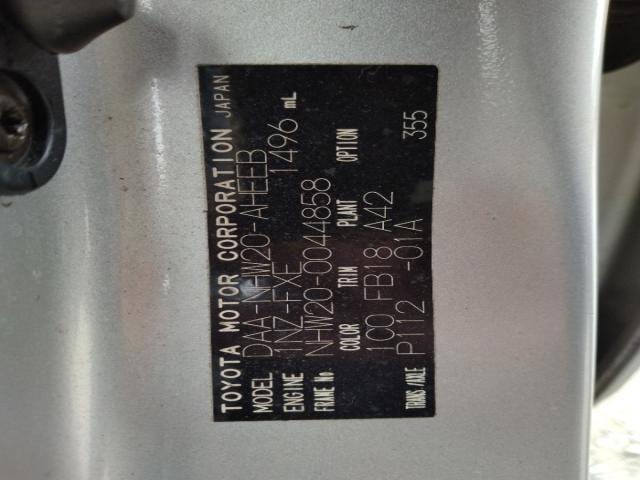 TOYOTA MOTOR CORPORATION JAPAN
MODEL DAA-NHW20-AHEEB
ENGINE 1NZ-FXE 1496 mL
FRAME No. NHW20-0044858
COLOR TRIM PLANT OPTION
1C0 FB18 A42 355
TRANS/AXLE P112 -01A